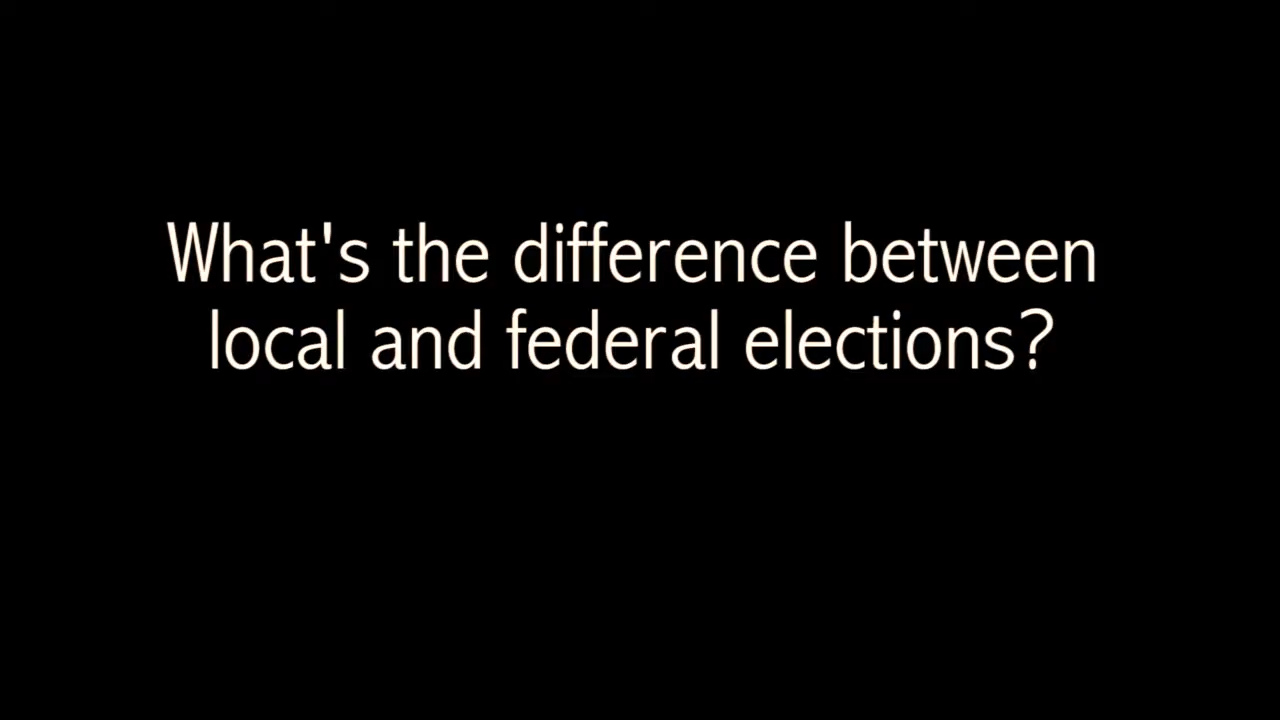 What's the difference between
local and federal elections?